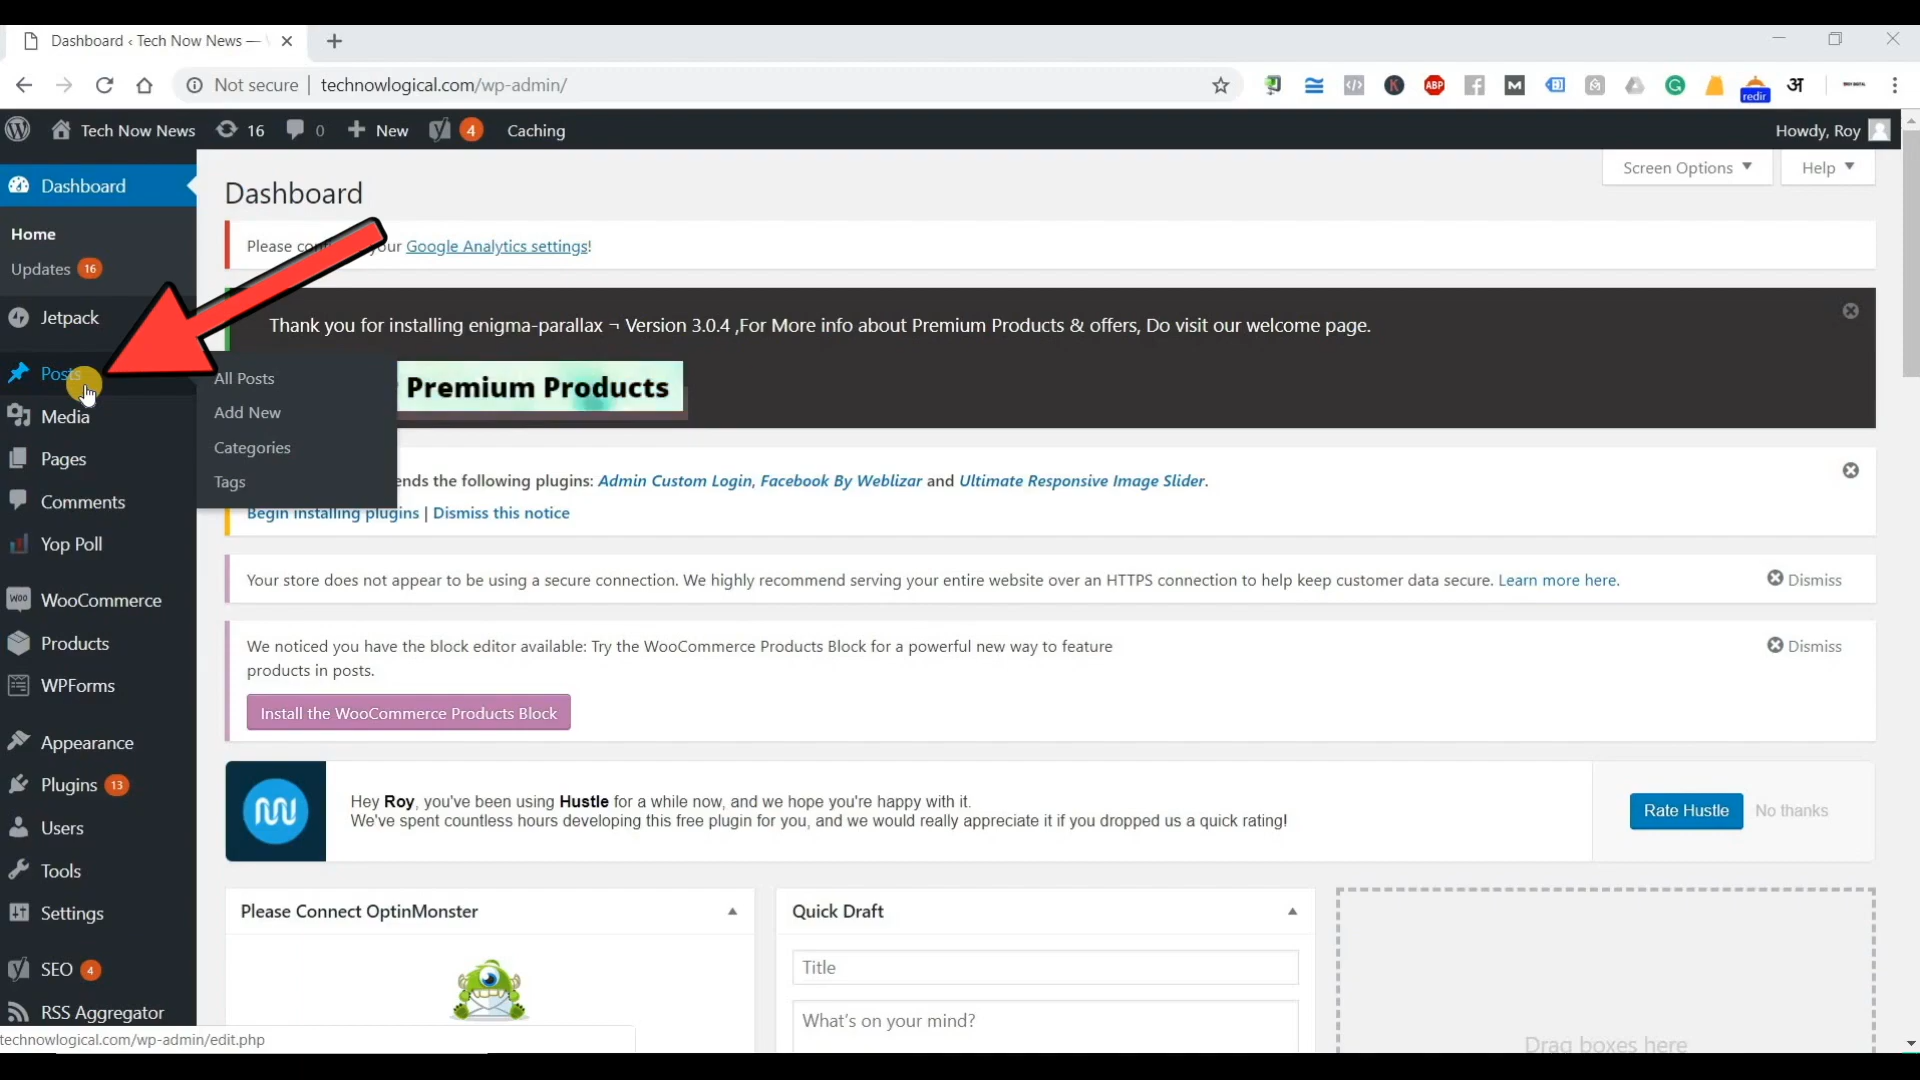 Dashboard ‹ Tech Now News —
Not secure | technowlogical.com/wp-admin/
ABP
redir
अ
Tech Now News 16 0 New 4 Caching
Howdy, Roy
Dashboard
Screen Options
Help
Dashboard
Home
Updates 16
Jetpack
Posts
Media
Pages
Comments
Yop Poll
WooCommerce
Products
WPForms
Appearance
Plugins 13
Users
Tools
Settings
SEO 4
RSS Aggregator
All Posts
Add New
Categories
Tags
Please your Google Analytics settings!
Thank you for installing enigma-parallax ¬ Version 3.0.4 ,For More info about Premium Products & offers, Do visit our welcome page.
Premium Products
the following plugins: Admin Custom Login, Facebook By Weblizar and Ultimate Responsive Image Slider.
Begin installing plugins | Dismiss this notice
Your store does not appear to be using a secure connection. We highly recommend serving your entire website over an HTTPS connection to help keep customer data secure. Learn more here.
Dismiss
We noticed you have the block editor available: Try the WooCommerce Products Block for a powerful new way to feature
products in posts.
Dismiss
Install the WooCommerce Products Block
Hey Roy, you've been using Hustle for a while now, and we hope you're happy with it.
We've spent countless hours developing this free plugin for you, and we would really appreciate it if you dropped us a quick rating!
Rate Hustle
No thanks
Please Connect OptinMonster
Quick Draft
Title
What's on your mind?
Drag boxes here
technowlogical.com/wp-admin/edit.php